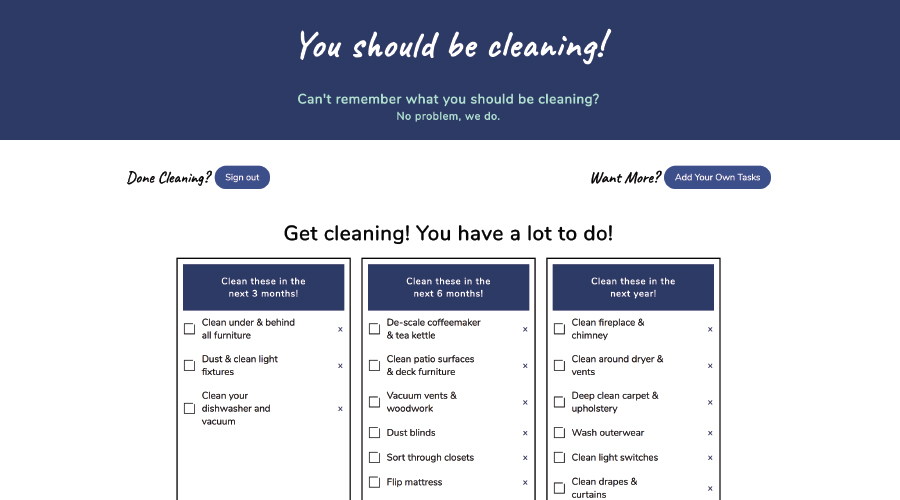 You should be cleaning!
Can't remember what you should be cleaning?
No problem, we do.
Done Cleaning? Sign out
Want More? Add Your Own Tasks
Get cleaning! You have a lot to do!
Clean these in the
next 3 months!
Clean under & behind
all furniture
x
Dust & clean light
fixtures
x
Clean your
dishwasher and
vacuum
x
Clean these in the
next 6 months!
De-scale coffeemaker
& tea kettle
x
Clean patio surfaces
& deck furniture
x
Vacuum vents &
woodwork
x
Dust blinds x
Sort through closets x
Flip mattress x
Clean these in the
next year!
Clean fireplace &
chimney
x
Clean around dryer &
vents
x
Deep clean carpet &
upholstery
x
Wash outerwear x
Clean light switches x
Clean drapes &
curtains
x